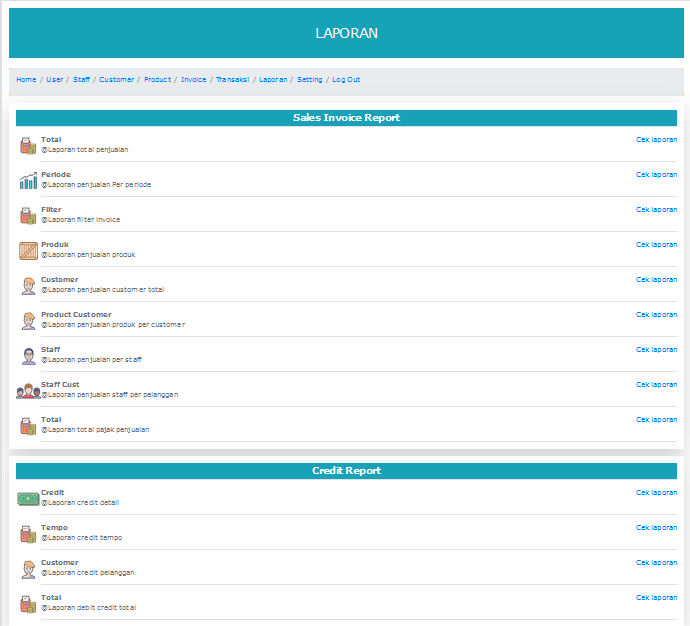 LAPORAN
Home / User / Staff / Customer / Product / Invoice / Transaksi / Laporan / Setting / Log Out
Sales Invoice Report
Total
Cek laporan
@Laporan total penjualan
Periode
Cek laporan
@Laporan penjualan Per periode
Filter
Cek laporan
@Laporan filter invoice
Produk
Cek laporan
@Laporan penjualan produk
Customer
Cek laporan
@Laporan penjualan customer total
Product Customer
Cek laporan
@Laporan penjualan produk per customer
Staff
Cek laporan
@Laporan penjualan per staff
Staff Cust
Cek laporan
@Laporan penjualan staff per pelanggan
Total
Cek laporan
@Laporan total pajak penjualan
Credit Report
Credit
Cek laporan
@Laporan credit detail
Tempo
Cek laporan
@Laporan credit tempo
Customer
Cek laporan
@Laporan credit pelanggan
Total
Cek laporan
@Laporan debit credit total